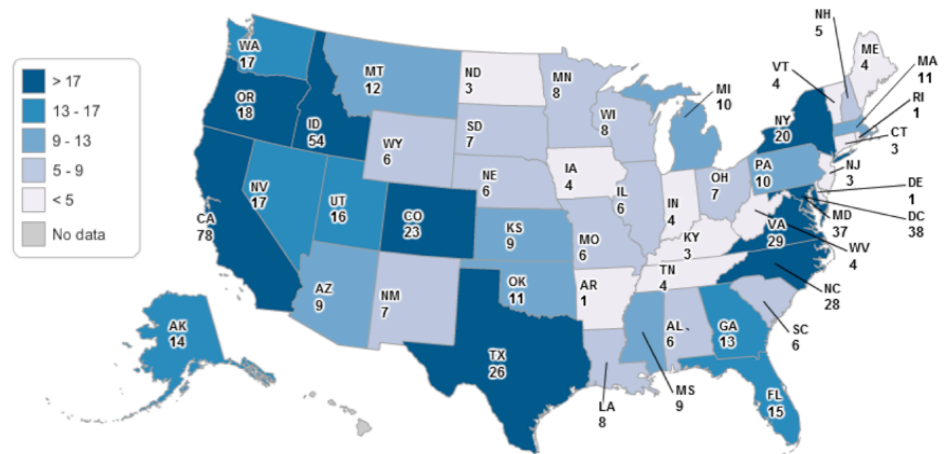 > 17
13 - 17
9 - 13
5 - 9
< 5
No data
WA
17
OR
18
CA
78
ID
54
NV
17
MT
12
WY
6
UT
16
AZ
9
CO
23
NM
7
ND
3
SD
7
NE
6
KS
9
OK
11
TX
26
MN
8
IA
4
MO
6
AR
1
LA
8
WI
8
IL
6
MI
10
IN
4
OH
7
KY
3
TN
4
MS
9
AL
6
GA
13
FL
15
SC
6
NC
28
VA
29
WV
4
PA
10
NY
20
VT
4
NH
5
ME
4
MA
11
RI
1
CT
3
NJ
3
DE
1
DC
38
MD
37
AK
14